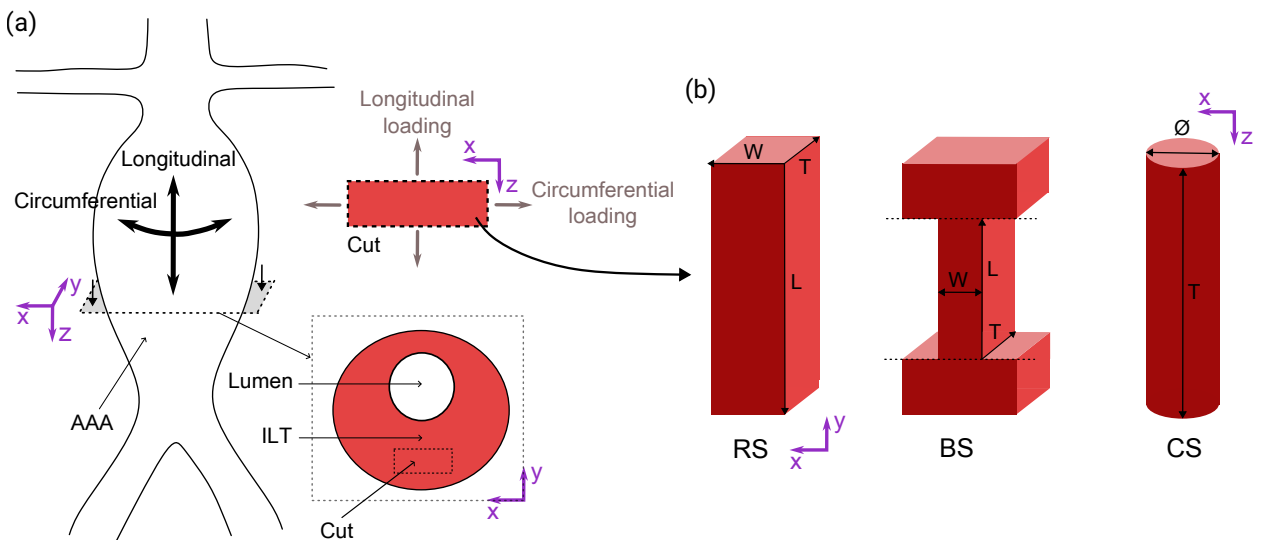 (a)
Longitudinal
Circumferential
y
x
z
AAA
Longitudinal
loading
x
z
Circumferential
loading
Cut
Lumen
ILT
Cut
y
x
(b)
W
T
L
RS
y
x
W
L
T
BS
x
z
Ø
T
CS